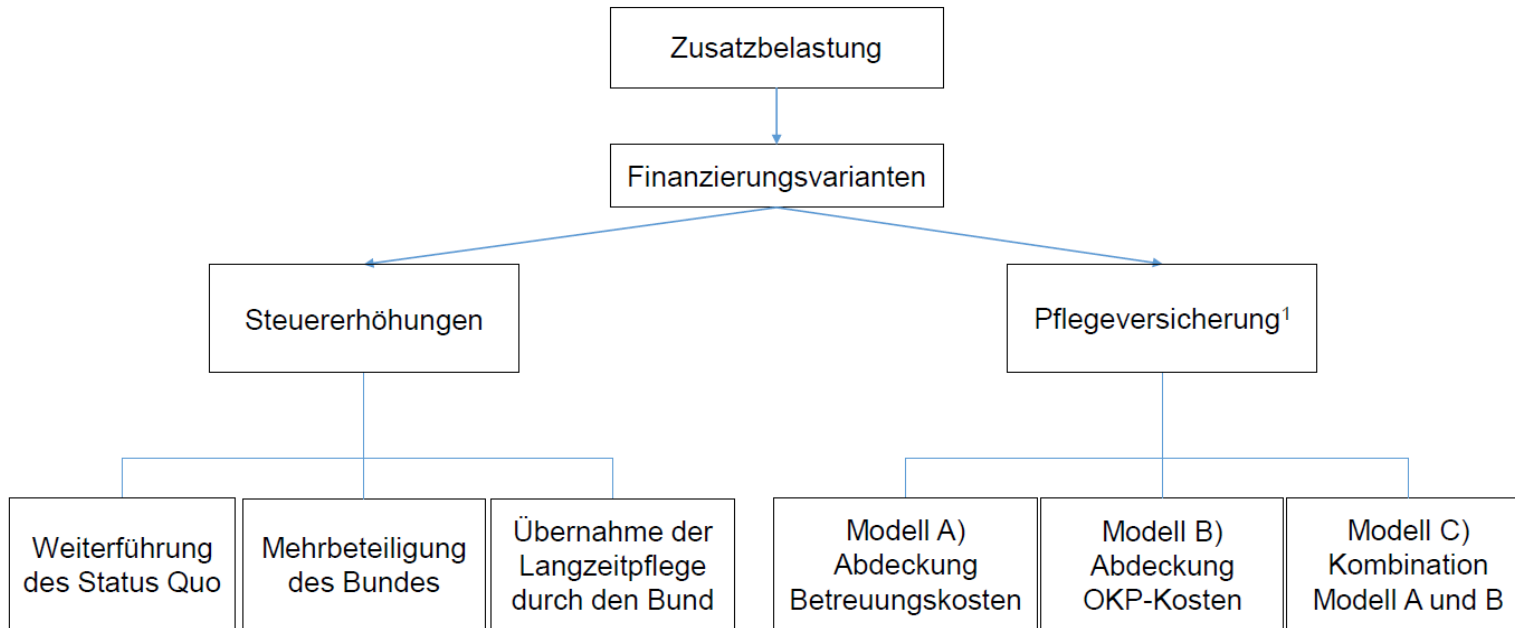 Zusatzbelastung
Finanzierungsvarianten
Steuererhöhungen
Pflegeversicherung¹
Weiterführung
des Status Quo
Mehrbeteiligung
des Bundes
Übernahme der
Langzeitpflege
durch den Bund
Modell A)
Abdeckung
Betreuungskosten
Modell B)
Abdeckung
OKP-Kosten
Modell C)
Kombination
Modell A und B